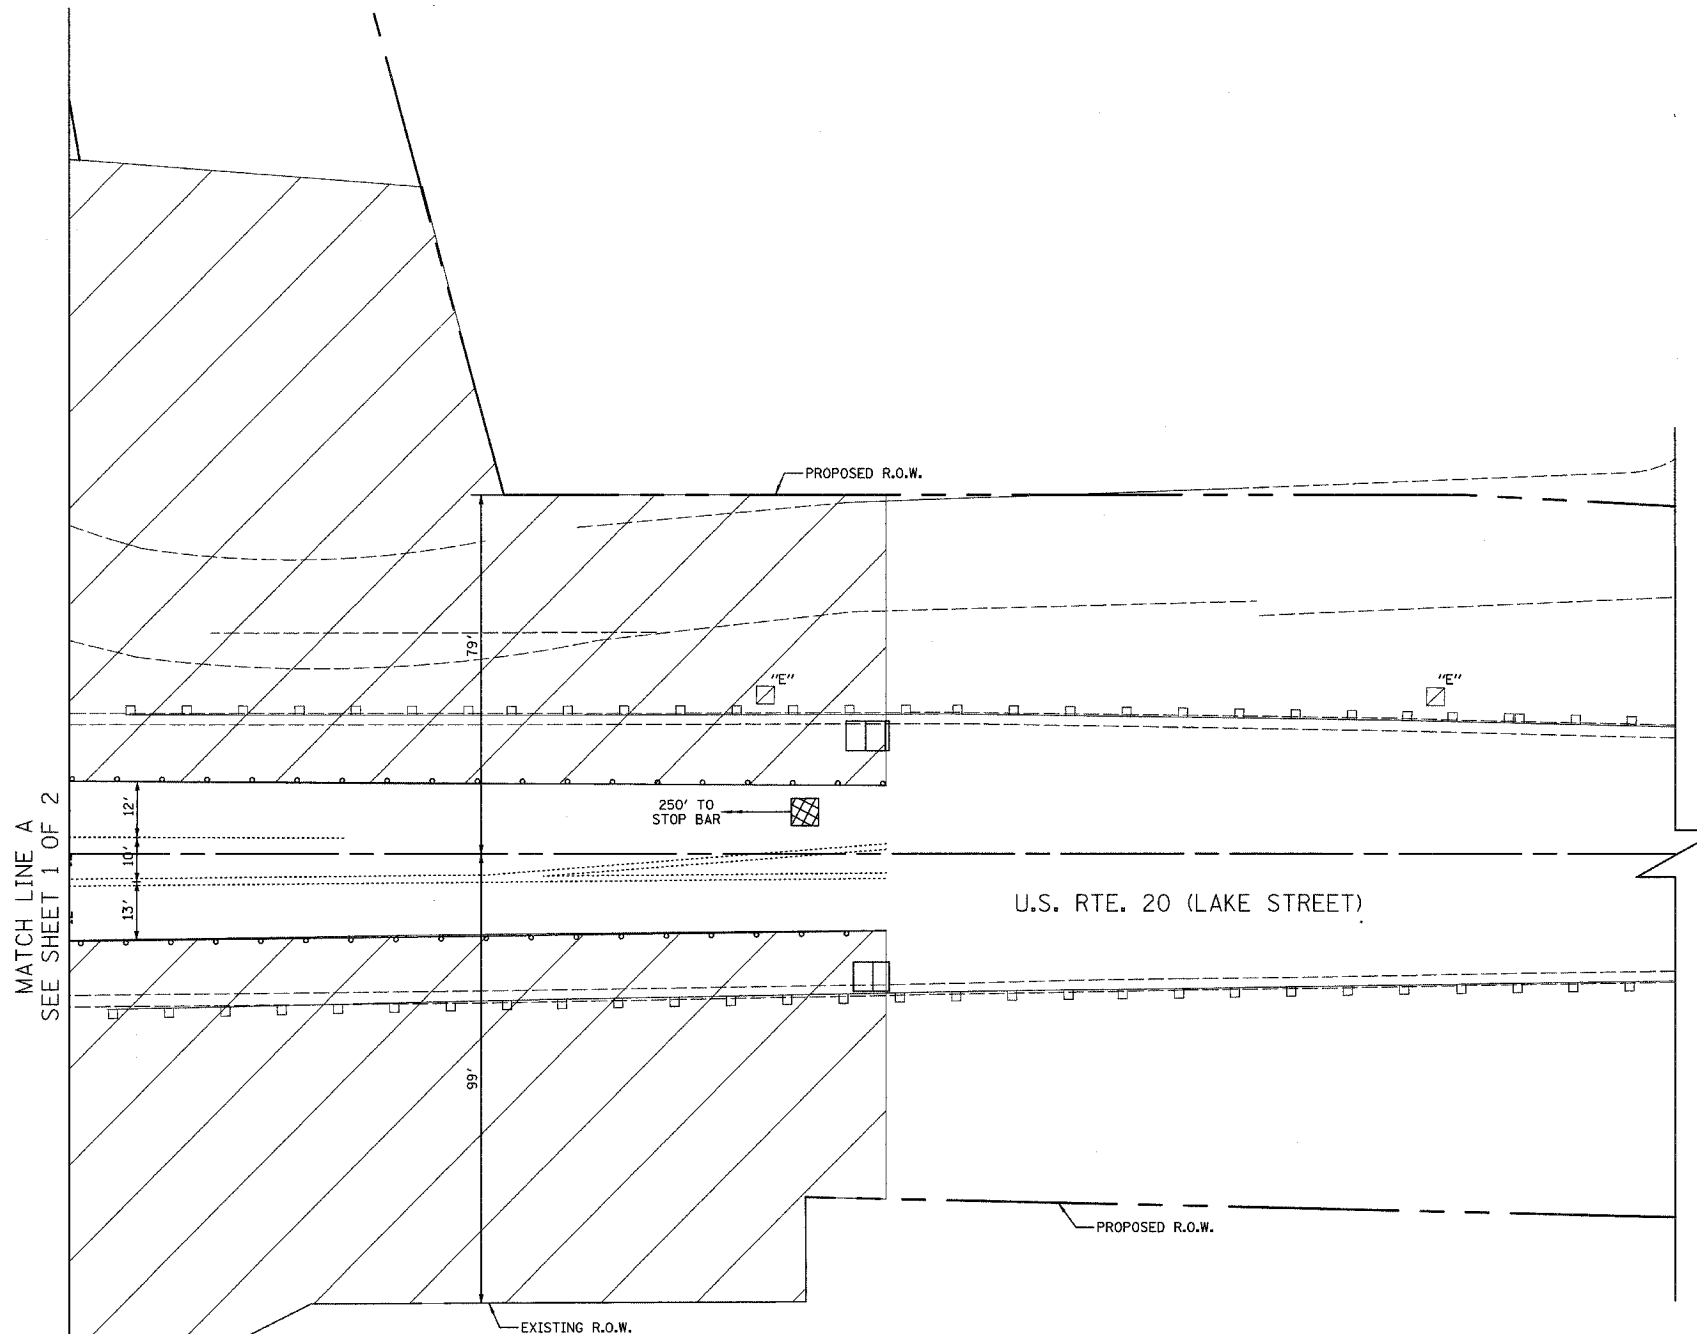 PROPOSED R.O.W.
79'
"E"
"E"
250' TO
STOP BAR
12'
10'
13'
MATCH LINE A
SEE SHEET 1 OF 2
U.S. RTE. 20 (LAKE STREET)
99'
PROPOSED R.O.W.
EXISTING R.O.W.